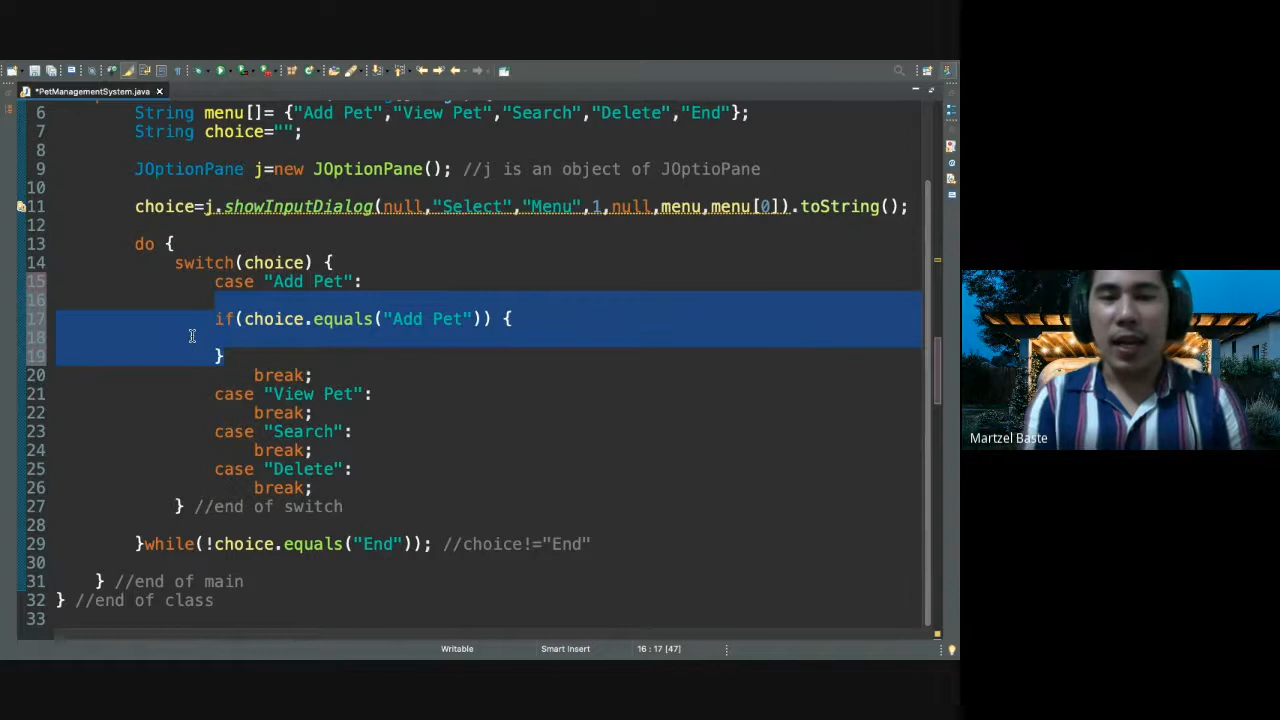 *PetManagementSystem.java
6 String menu[]= {"Add Pet","View Pet","Search","Delete","End"};
7 String choice="";
8
9 JOptionPane j=new JOptionPane(); //j is an object of JOptioPane
10
11 choice=j.showInputDialog(null,"Select","Menu",1,null,menu,menu[0]).toString();
12
13 do {
14 switch(choice) {
15 case "Add Pet":
16
17 if(choice.equals("Add Pet")) {
18
19 }
20 break;
21 case "View Pet":
22 break;
23 case "Search":
24 break;
25 case "Delete":
26 break;
27 } //end of switch
28
29 }while(!choice.equals("End")); //choice!="End"
30
31 } //end of main
32 } //end of class
33
Writable Smart Insert 16 : 17 [47]
Martzel Baste